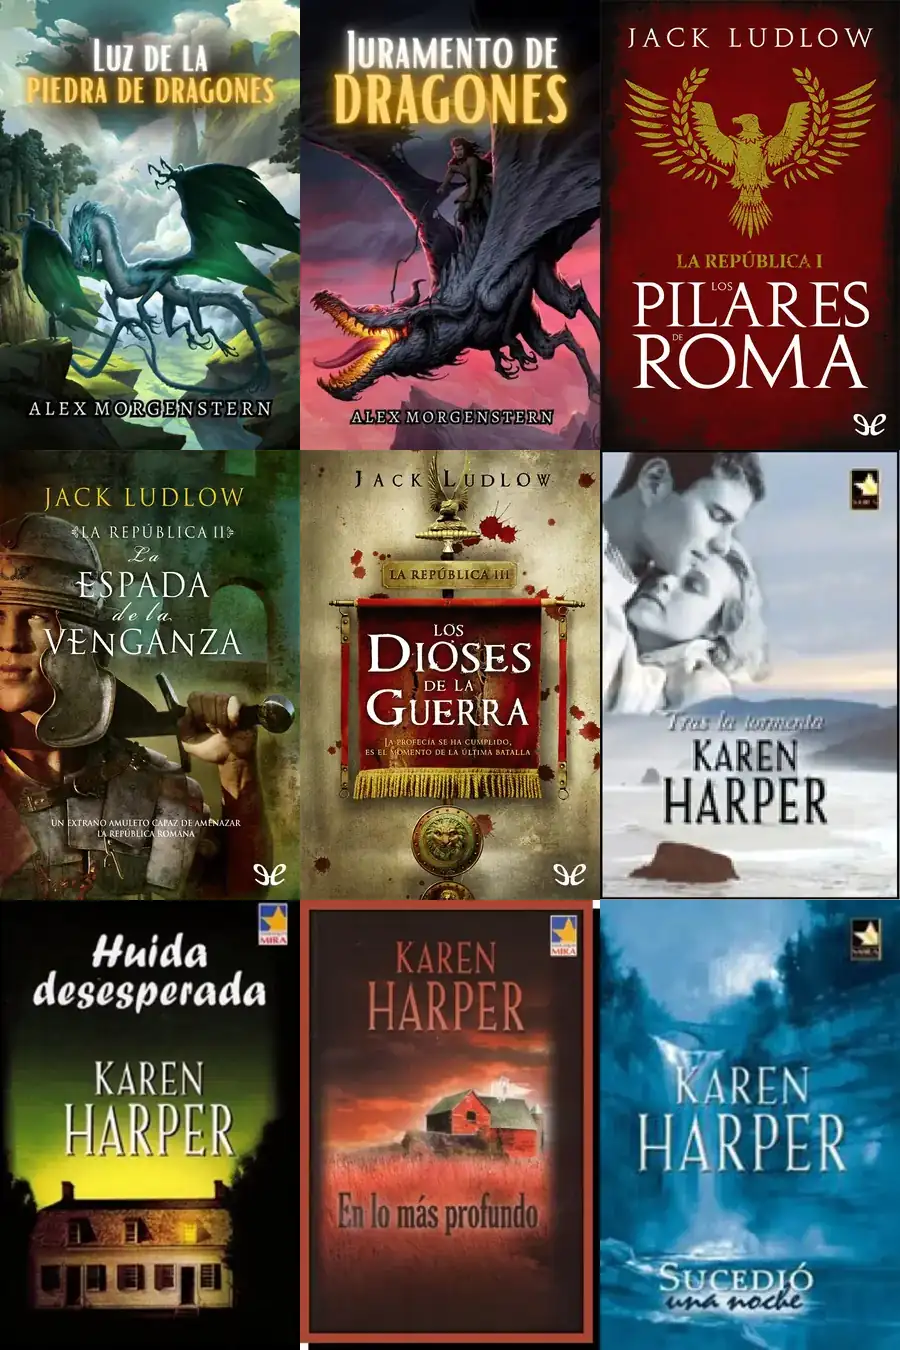 LUZ DE LA
PIEDRA DE DRAGONES
ALEX MORGENSTERN
JURAMENTO DE
DRAGONES
ALEX MORGENSTERN
JACK LUDLOW
LA REPÚBLICA I
LOS
PILARES
DE
ROMA
JACK LUDLOW
LA REPÚBLICA II
La
ESPADA
de la
VENGANZA
UN EXTRAÑO AMULETO CAPAZ DE AMENAZAR
LA REPÚBLICA ROMANA
JACK LUDLOW
LA REPÚBLICA III
LOS
DIOSES
DE LA
GUERRA
LA PROFECÍA SE HA CUMPLIDO,
ES EL MOMENTO DE LA ÚLTIMA BATALLA
Tras la tormenta
KAREN
HARPER
MIRA
Huida
desesperada
KAREN
HARPER
MIRA
KAREN
HARPER
En lo más profundo
KAREN
HARPER
SUCEDIÓ
una noche